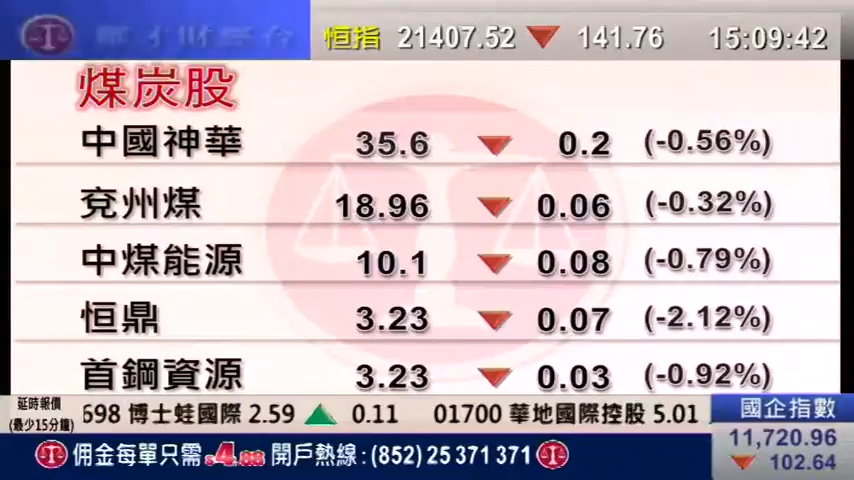 恒指 21407.52 ▼ 141.76 15:09:42
煤炭股
中國神華 35.6 ▼ 0.2 (-0.56%)
兗州煤 18.96 ▼ 0.06 (-0.32%)
中煤能源 10.1 ▼ 0.08 (-0.79%)
恒鼎 3.23 ▼ 0.07 (-2.12%)
首鋼資源 3.23 ▼ 0.03 (-0.92%)
延時報價
(最少15分鐘)
698 博士蛙國際 2.59 ▲ 0.11 01700 華地國際控股 5.01
國企指數
11,720.96
▼ 102.64
佣金每單只需 開戶熱線:(852) 25 371 371